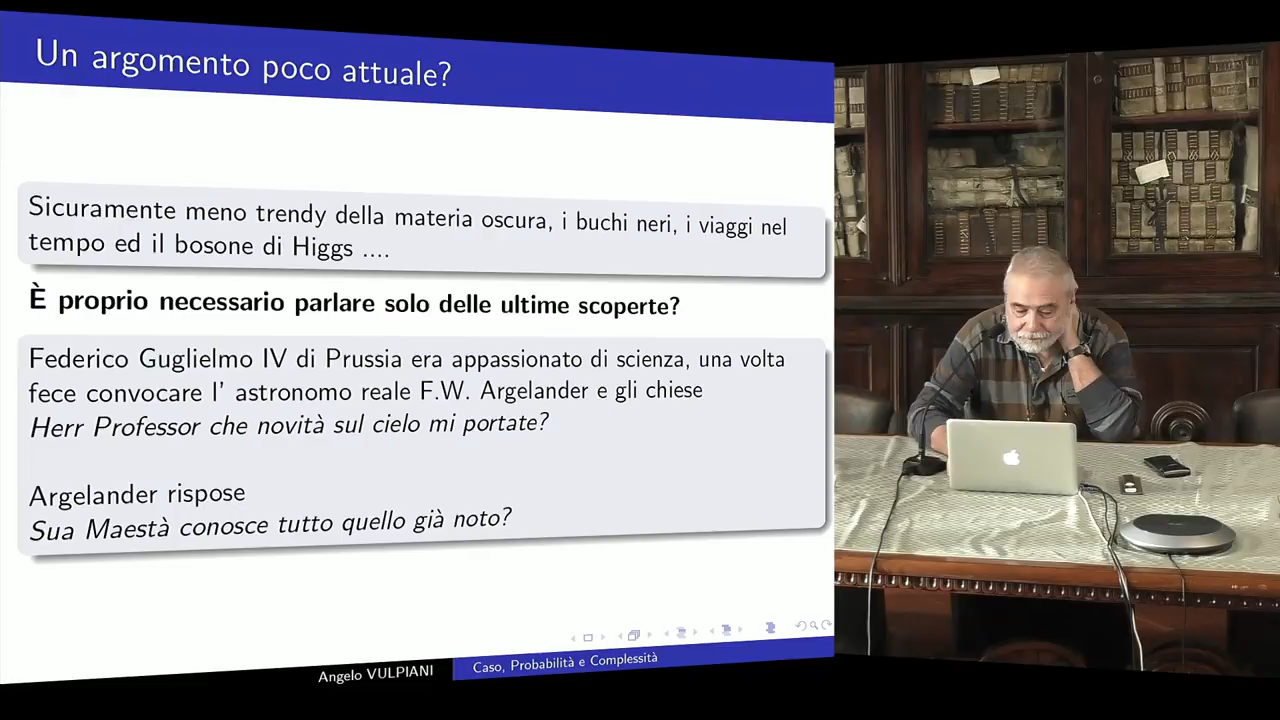 Un argomento poco attuale?
Sicuramente meno trendy della materia oscura, i buchi neri, i viaggi nel
tempo ed il bosone di Higgs ....
È proprio necessario parlare solo delle ultime scoperte?
Federico Guglielmo IV di Prussia era appassionato di scienza, una volta
fece convocare l' astronomo reale F.W. Argelander e gli chiese
Herr Professor che novità sul cielo mi portate?
Argelander rispose
Sua Maestà conosce tutto quello già noto?
Angelo VULPIANI
Caso, Probabilità e Complessità